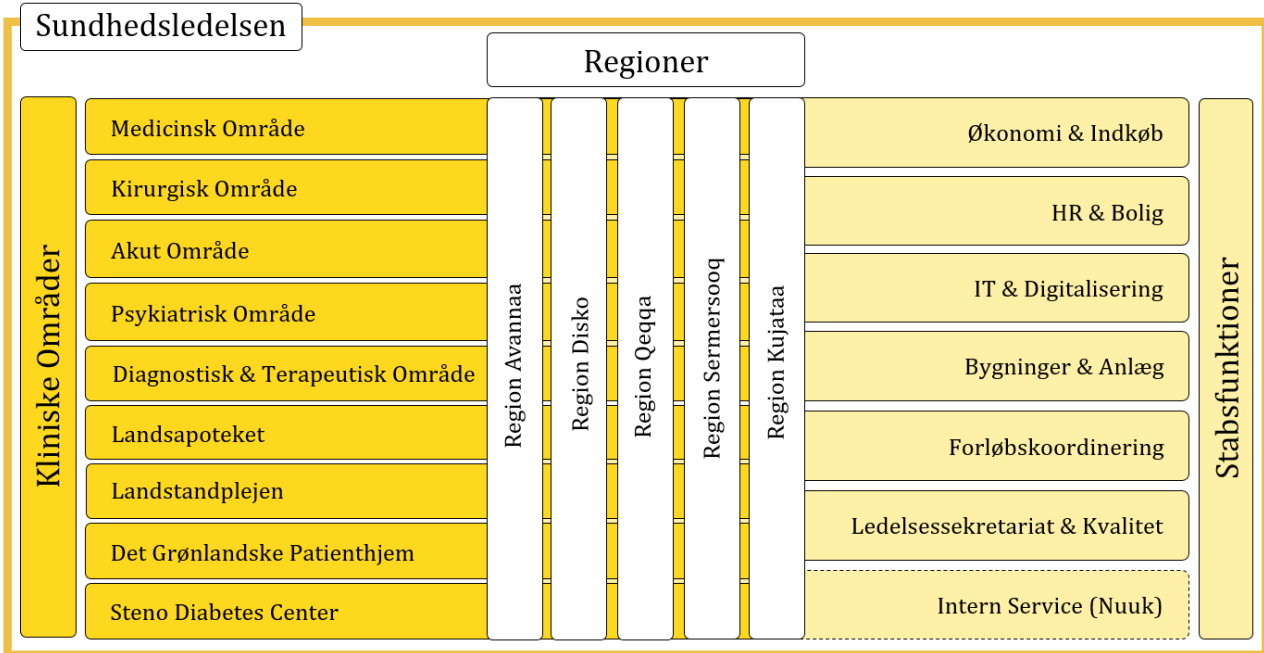 Sundhedsledelsen
Regioner
Kliniske Områder
Medicinsk Område
Kirurgisk Område
Akut Område
Psykiatrisk Område
Diagnostisk & Terapeutisk Område
Landsapoteket
Landstandplejen
Det Grønlandske Patienthjem
Steno Diabetes Center
Region Avannaa
Region Disko
Region Qeqqa
Region Sermersooq
Region Kujataa
Økonomi & Indkøb
HR & Bolig
IT & Digitalisering
Bygninger & Anlæg
Forløbskoordinering
Ledelsessekretariat & Kvalitet
Intern Service (Nuuk)
Stabsfunktioner